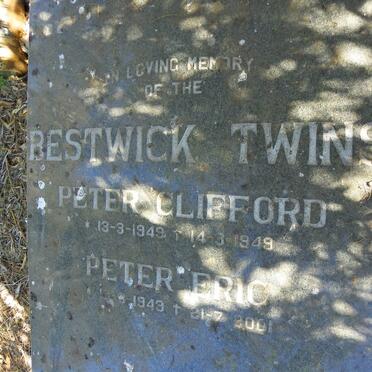 IN LOVING MEMORY
OF THE
BESTWICK TWINS
PETER CLIFFORD
* 13-3-1949 † 14-3-1949
PETER ERIC
1949 † 21-7-2001